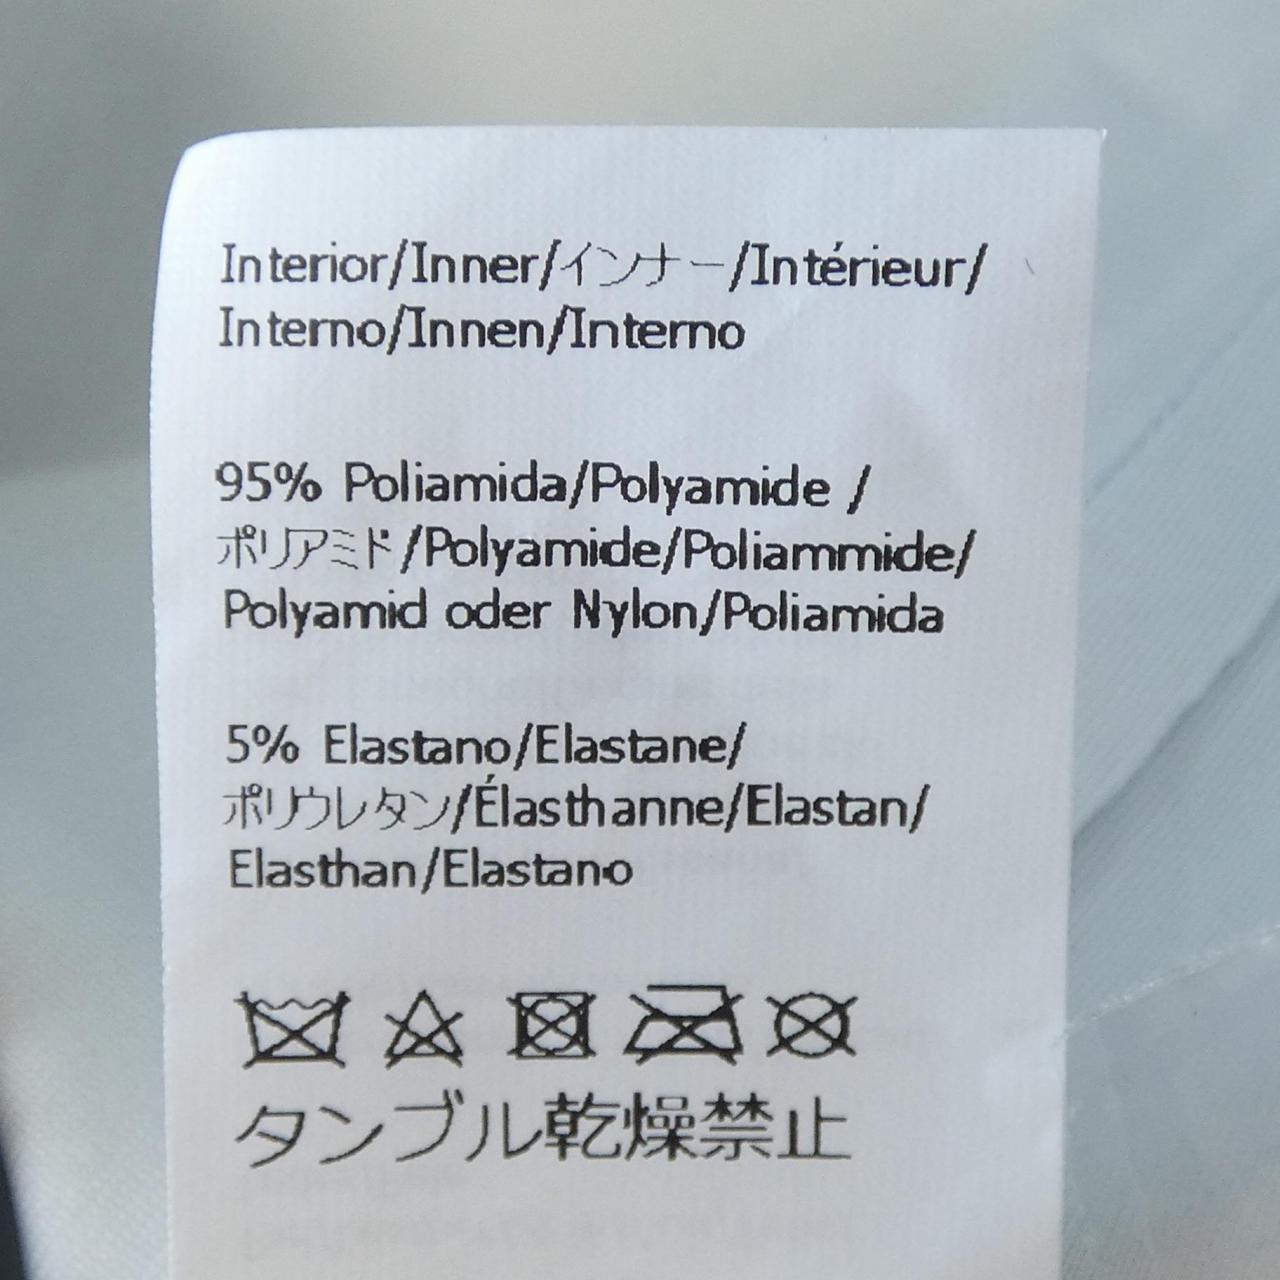 Interior/Inner/インナー/Intérieur/
Interno/Innen/Interno
95% Poliamida/Polyamide /
ポリアミド/Polyamide/Poliammide/
Polyamid oder Nylon/Poliamida
5% Elastano/Elastane/
ポリウレタン/Élasthanne/Elastan/
Elasthan/Elastano
タンブル乾燥禁止